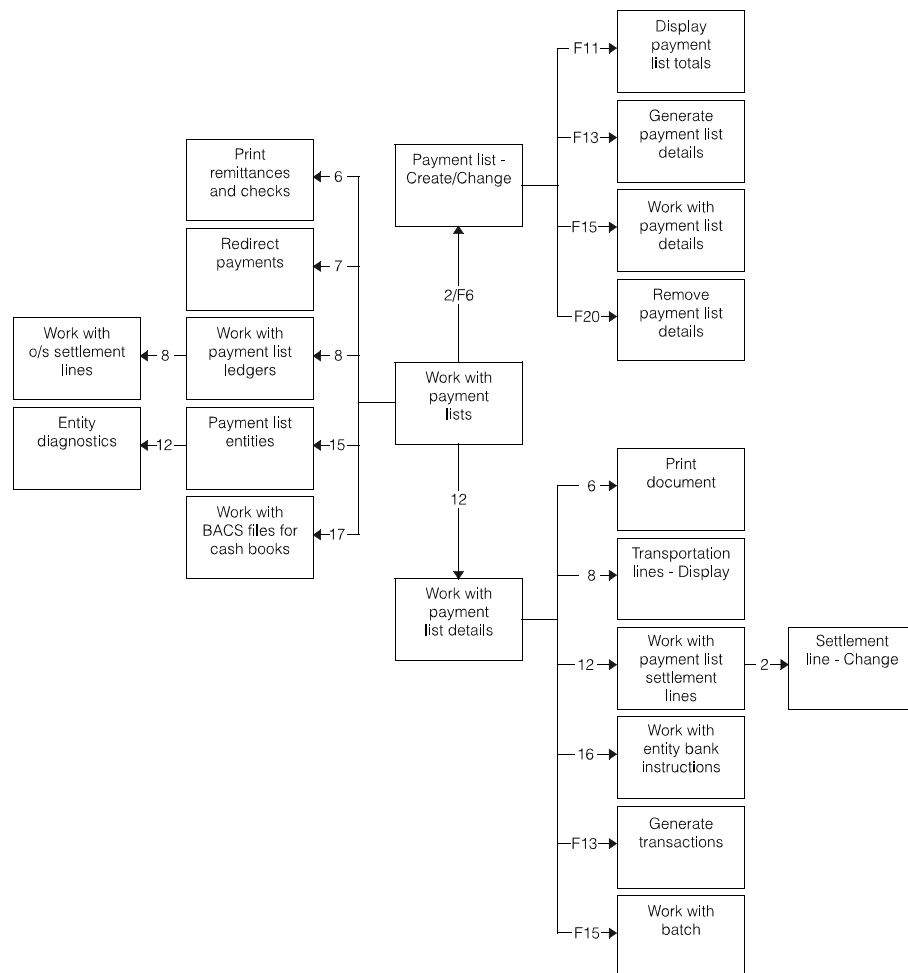 Display
payment
list totals
F11
Generate
payment list
details
F13
Payment list -
Create/Change
Work with
payment list
details
F15
Remove
payment list
details
F20
2/F6
Print
remittances
and checks
6
Redirect
payments
7
Work with
o/s settlement
lines
8
Work with
payment list
ledgers
8
Work with
payment
lists
Entity
diagnostics
12
Payment list
entities
15
Work with
BACS files for
cash books
17
12
Work with
payment
list details
6
Print
document
8
Transportation
lines - Display
12
Work with
payment list
settlement
lines
2
Settlement
line - Change
16
Work with
entity bank
instructions
F13
Generate
transactions
F15
Work with
batch